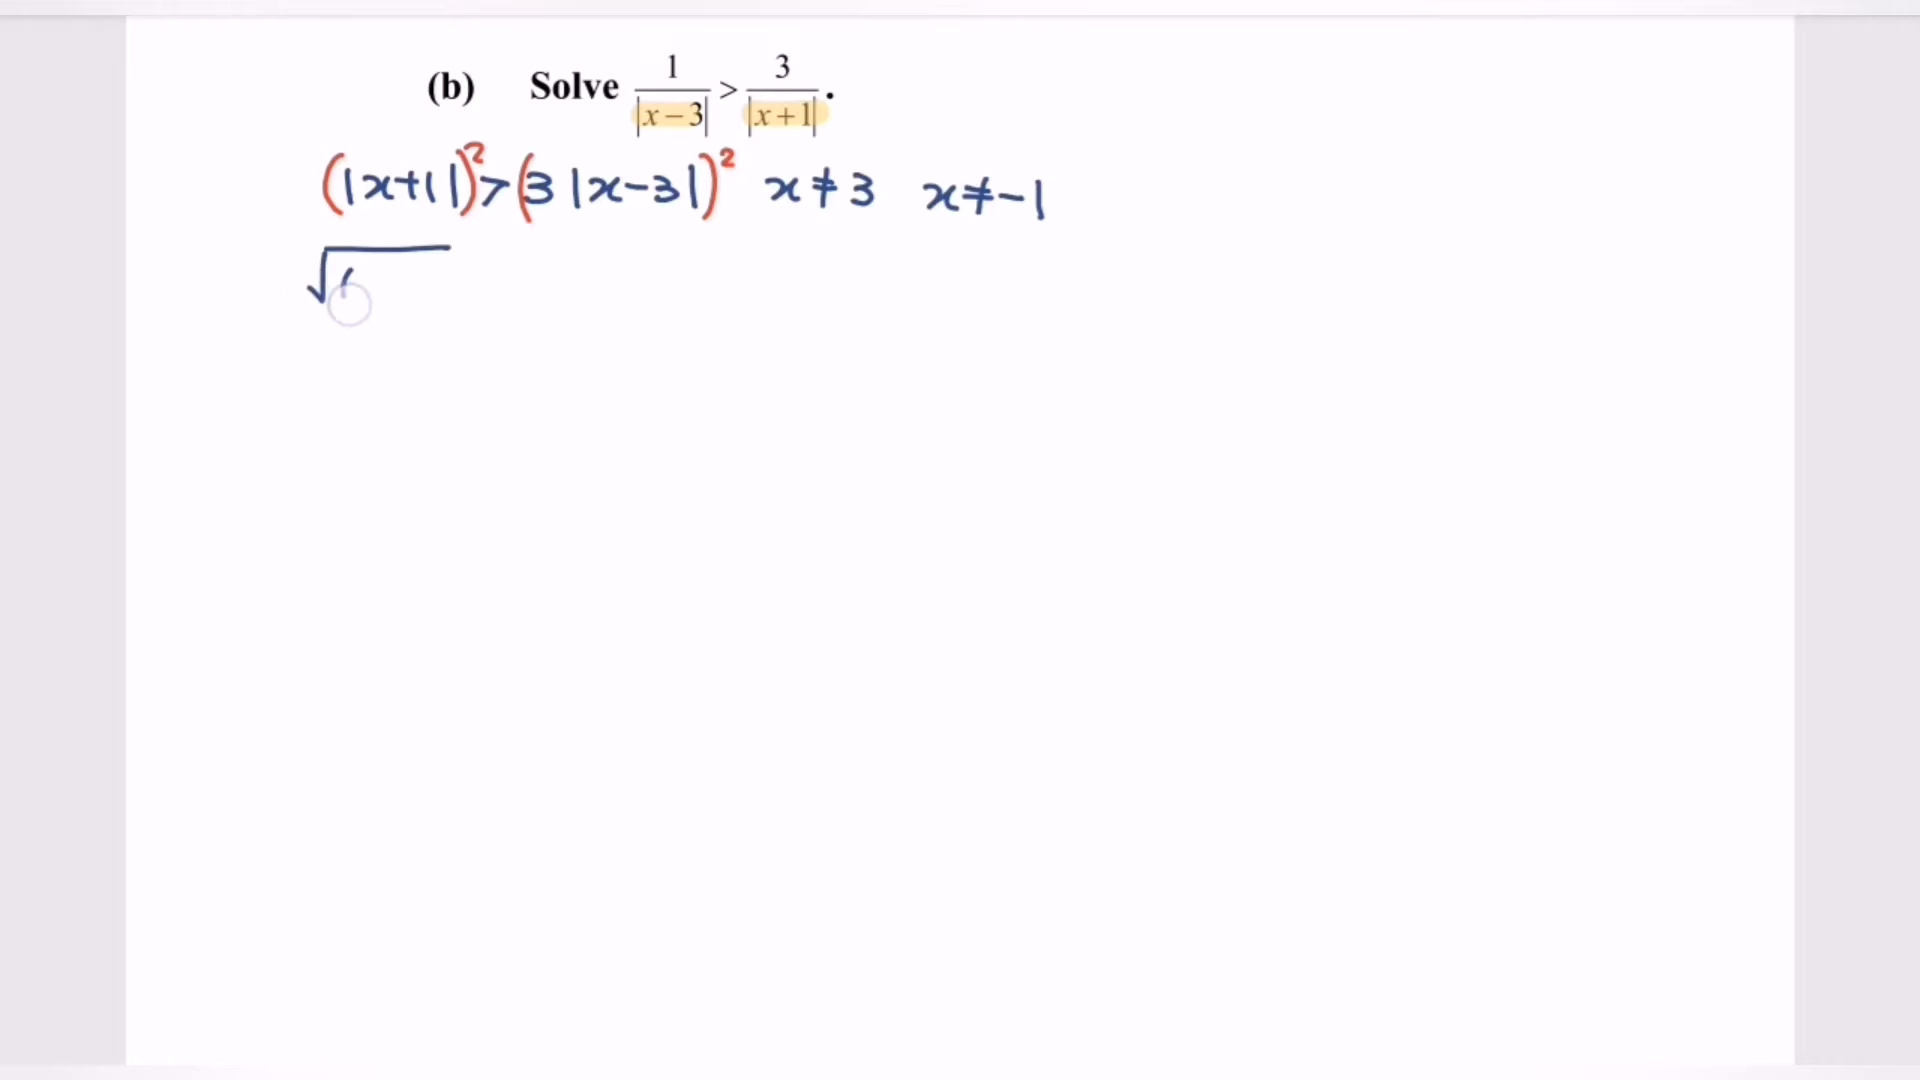 (b) Solve 1/|x − 3| > 3/|x + 1|.
(|x+1|)² > (3|x−3|)² x ≠ 3 x ≠ −1
√(